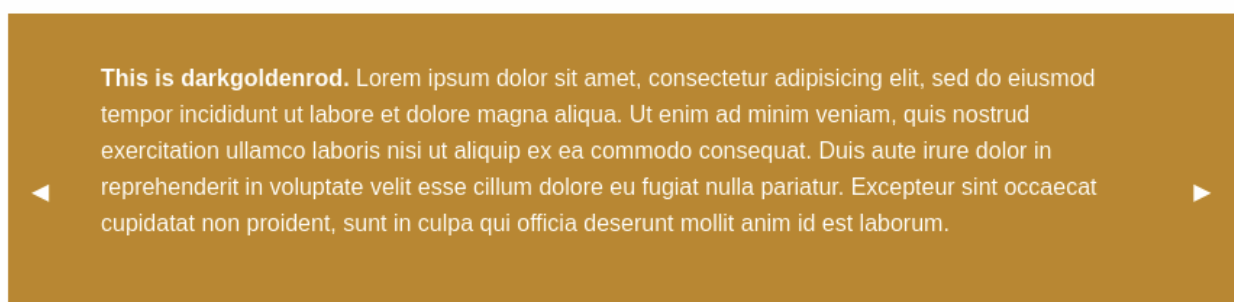 This is darkgoldenrod. Lorem ipsum dolor sit amet, consectetur adipisicing elit, sed do eiusmod
tempor incididunt ut labore et dolore magna aliqua. Ut enim ad minim veniam, quis nostrud
exercitation ullamco laboris nisi ut aliquip ex ea commodo consequat. Duis aute irure dolor in
reprehenderit in voluptate velit esse cillum dolore eu fugiat nulla pariatur. Excepteur sint occaecat
cupidatat non proident, sunt in culpa qui officia deserunt mollit anim id est laborum.